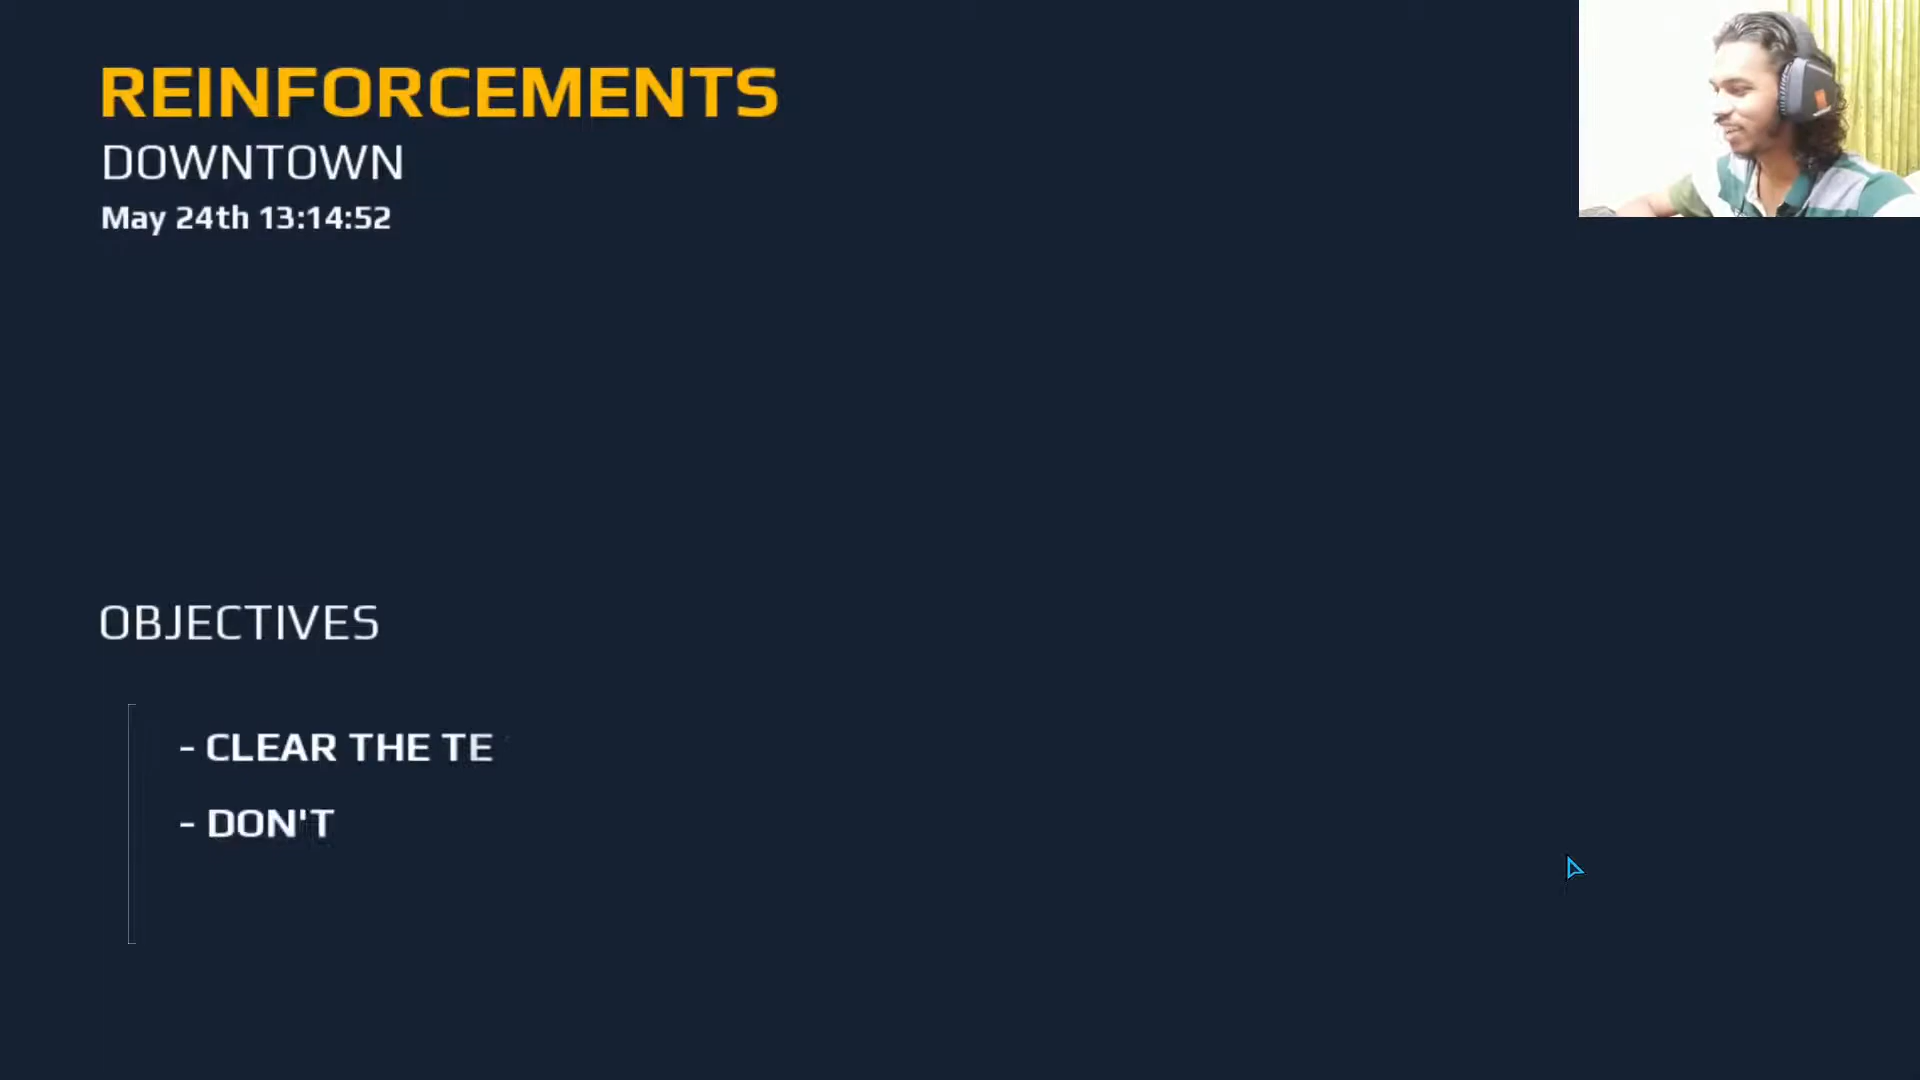 REINFORCEMENTS
DOWNTOWN
May 24th 13:14:52
OBJECTIVES
- CLEAR THE TE
- DON'T